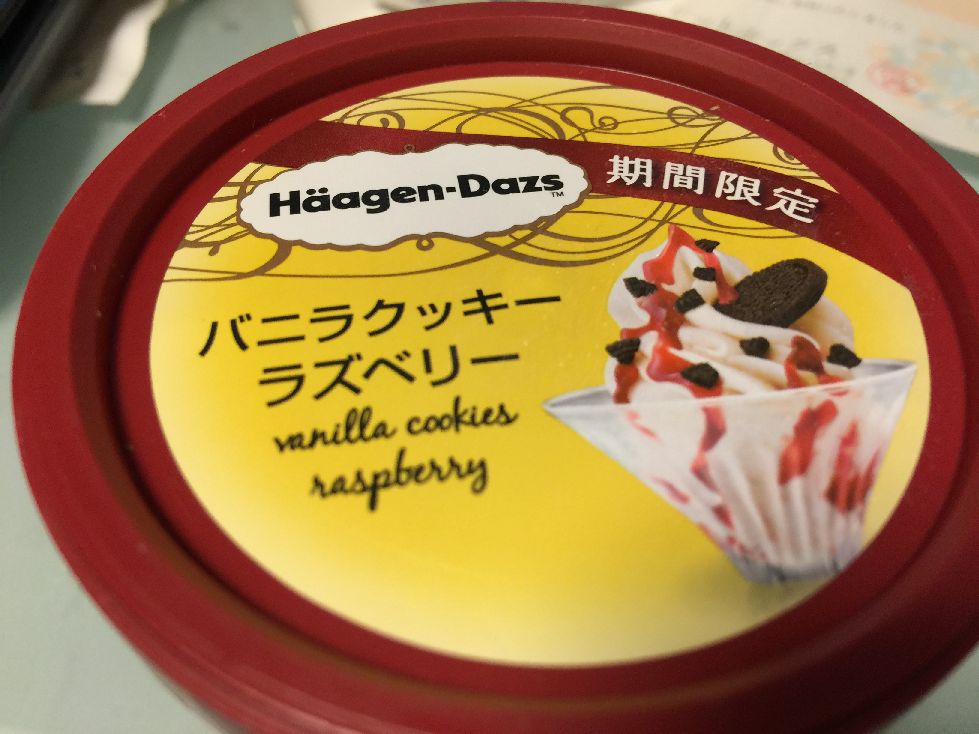 Häagen-Dazs™
期間限定
バニラクッキー
ラズベリー
vanilla cookies
raspberry